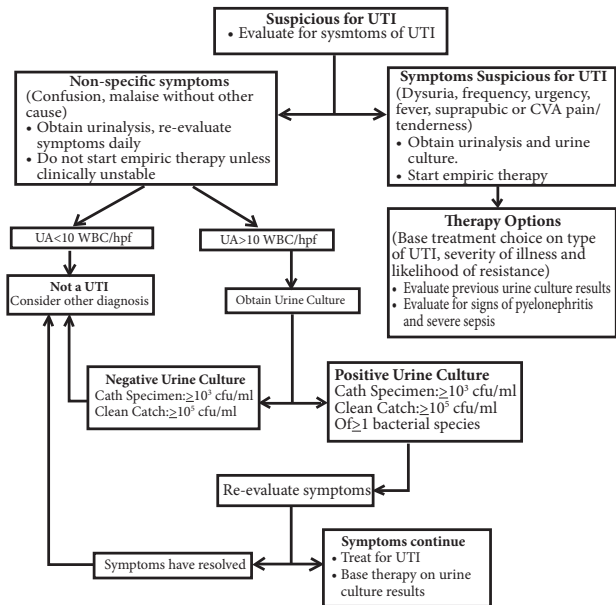 Suspicious for UTI
• Evaluate for sysmtoms of UTI
Non-specific symptoms
(Confusion, malaise without other
cause)
• Obtain urinalysis, re-evaluate
symptoms daily
• Do not start empiric therapy unless
clinically unstable
Symptoms Suspicious for UTI
(Dysuria, frequency, urgency,
fever, suprapubic or CVA pain/
tenderness)
• Obtain urinalysis and urine
culture.
• Start empiric therapy
Therapy Options
(Base treatment choice on type
of UTI, severity of illness and
likelihood of resistance)
• Evaluate previous urine culture results
• Evaluate for signs of pyelonephritis
and severe sepsis
UA<10 WBC/hpf
UA>10 WBC/hpf
Not a UTI
Consider other diagnosis
Obtain Urine Culture
Negative Urine Culture
Cath Specimen:≥10³ cfu/ml
Clean Catch:≥10⁵ cfu/ml
Positive Urine Culture
Cath Specimen:≥10³ cfu/ml
Clean Catch:≥10⁵ cfu/ml
Of≥1 bacterial species
Re-evaluate symptoms
Symptoms have resolved
Symptoms continue
• Treat for UTI
• Base therapy on urine
culture results